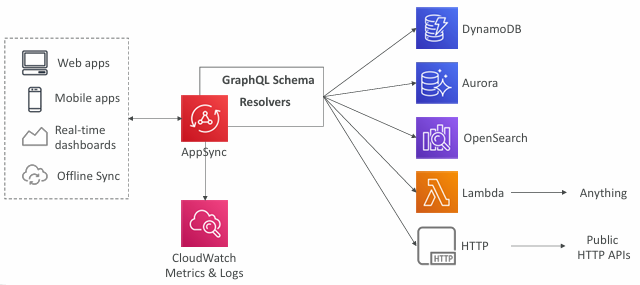 Web apps
Mobile apps
Real-time
dashboards
Offline Sync
GraphQL Schema
Resolvers
AppSync
CloudWatch
Metrics & Logs
DynamoDB
Aurora
OpenSearch
Lambda
Anything
HTTP
HTTP
Public
HTTP APIs